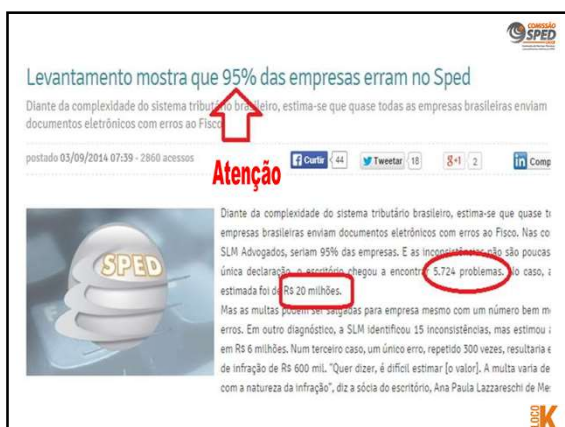 COMISSÃO
SPED
Levantamento mostra que 95% das empresas erram no Sped
Diante da complexidade do sistema tributário brasileiro, estima-se que quase todas as empresas brasileiras enviam
documentos eletrônicos com erros ao Fisco
postado 03/09/2014 07:39 - 2860 acessos
Curtir 44
Tweetar 18
g+1 2
in Comp
Atenção
SPED
Diante da complexidade do sistema tributário brasileiro, estima-se que quase t
empresas brasileiras enviam documentos eletrônicos com erros ao Fisco. Nas co
SLM Advogados, seriam 95% das empresas. E as inconsistências não são poucas
única declaração, o escritório chegou a encontrar 5.724 problemas. No caso, a
estimada foi de R$ 20 milhões.
Mas as multas podem ser salgadas para empresa mesmo com um número bem m
erros. Em outro diagnóstico, a SLM identificou 15 inconsistências, mas estimou a
em R$ 6 milhões. Num terceiro caso, um único erro, repetido 300 vezes, resultaria e
de infração de R$ 600 mil. "Quer dizer, é difícil estimar [o valor]. A multa varia de
com a natureza da infração", diz a sócia do escritório, Ana Paula Lazzareschi de Me
BLOCO K